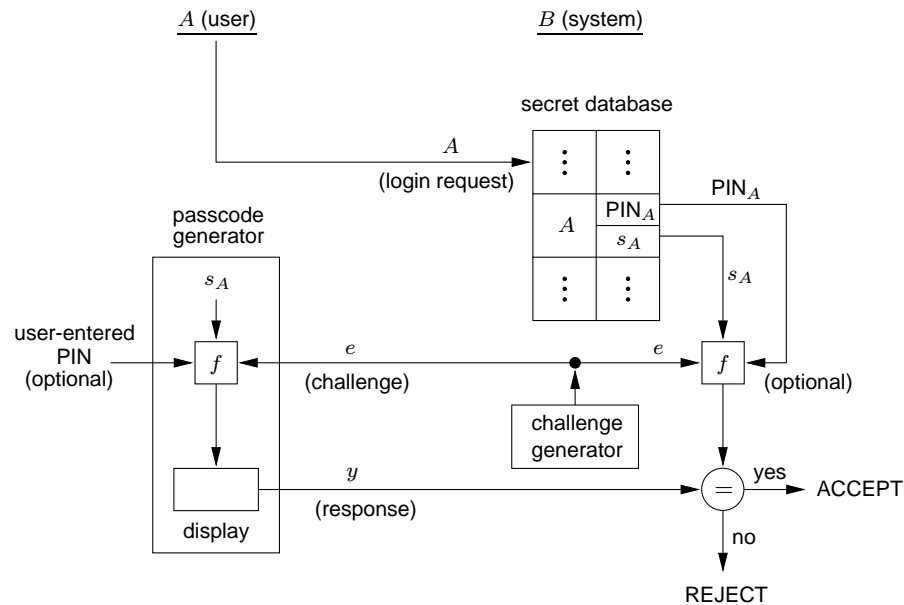 A (user)
B (system)
secret database
A
(login request)
⋮ ⋮
PIN_A
A
PIN_A
s_A
⋮ ⋮
s_A
passcode
generator
s_A
user-entered
PIN
(optional)
f
e
(challenge)
e
f
(optional)
challenge
generator
y
(response)
display
=
yes
ACCEPT
no
REJECT